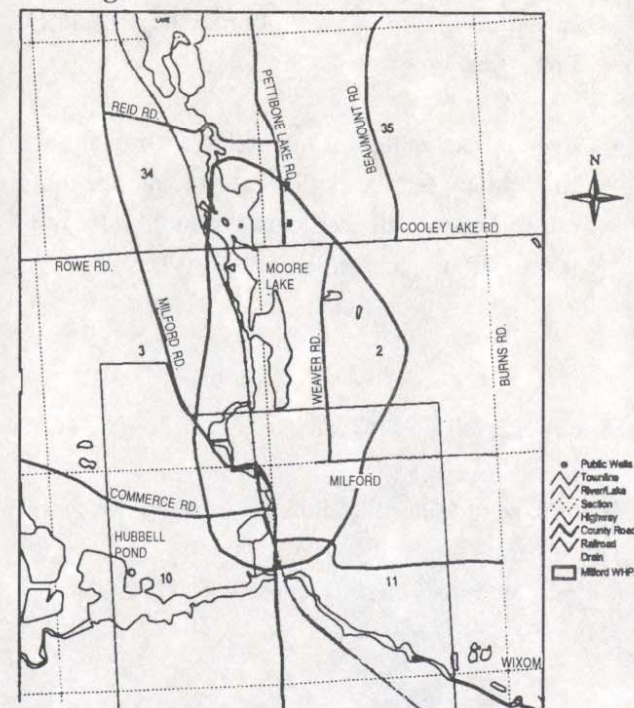 LAKE
REID RD.
PETTIBONE LAKE RD.
BEAUMOUNT RD.
35
34
N
COOLEY LAKE RD
ROWE RD.
MOORE
LAKE
MILFORD RD.
3
WEAVER RD.
2
BURNS RD.
MILFORD
COMMERCE RD.
HUBBELL
POND
10
11
WIXOM
Public Wells
Townline
River/Lake
Section
Highway
County Road
Railroad
Drain
Milford WHP